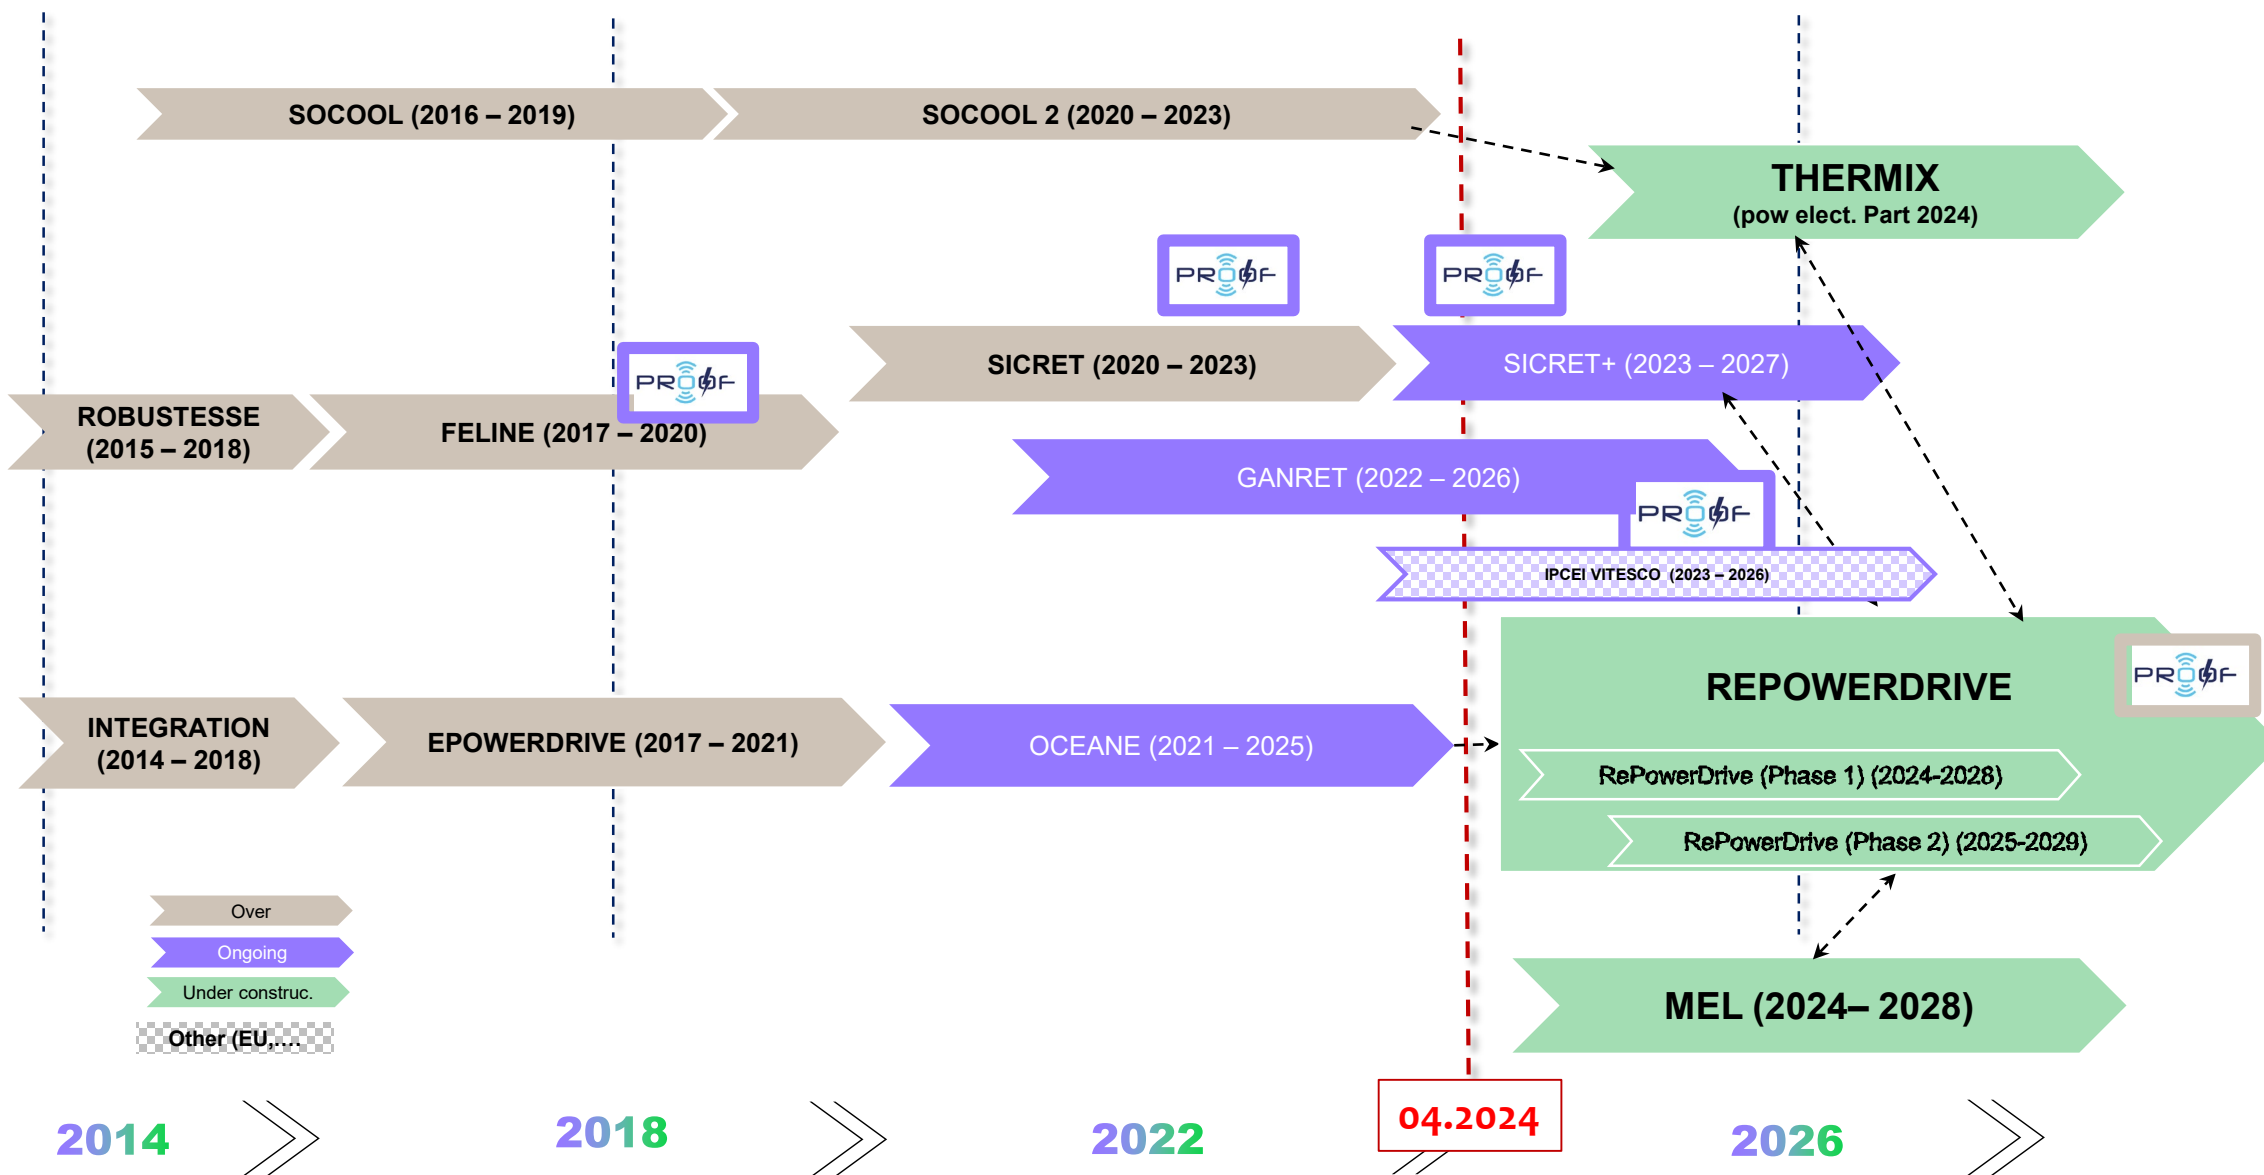 SOCOOL (2016 – 2019)
SOCOOL 2 (2020 – 2023)
THERMIX
(pow elect. Part 2024)
PROOF
PROOF
SICRET (2020 – 2023)
SICRET+ (2023 – 2027)
PROOF
ROBUSTESSE
(2015 – 2018)
FELINE (2017 – 2020)
GANRET (2022 – 2026)
PROOF
IPCEI VITESCO (2023 – 2026)
REPOWERDRIVE
PROOF
INTEGRATION
(2014 – 2018)
EPOWERDRIVE (2017 – 2021)
OCEANE (2021 – 2025)
RePowerDrive (Phase 1) (2024-2028)
RePowerDrive (Phase 2) (2025-2029)
Over
Ongoing
Under construc.
Other (EU,....
MEL (2024– 2028)
2014
2018
2022
04.2024
2026